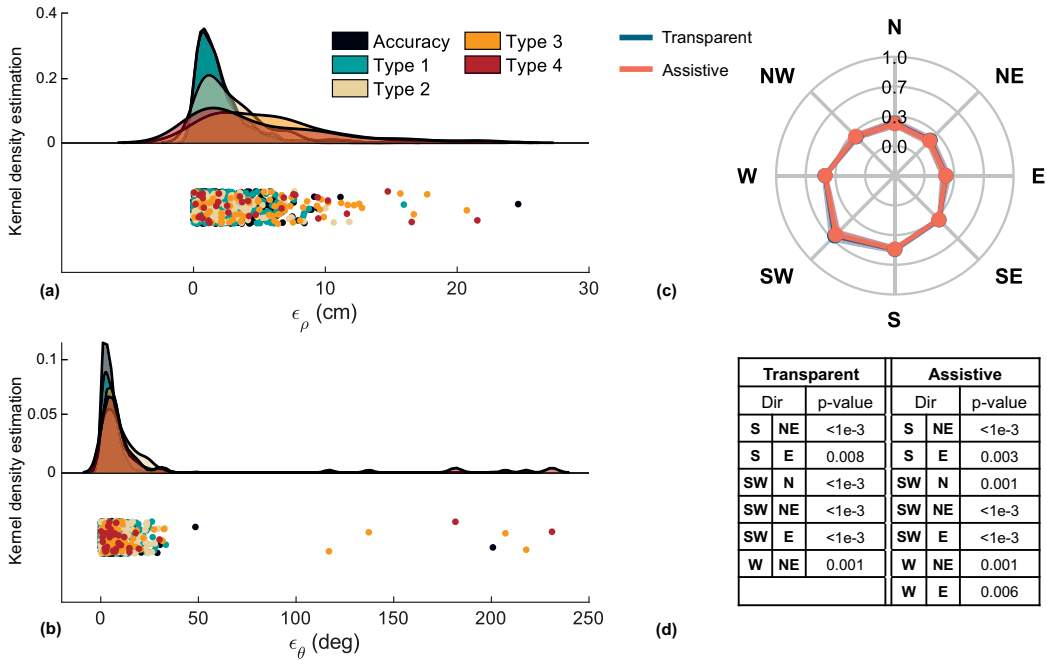 0.4
0.2
0
Kernel density estimation
Accuracy
Type 1
Type 2
Type 3
Type 4
0
10
20
30
(a)
ϵρ (cm)
0.1
0.05
0
Kernel density estimation
0
50
100
150
200
250
(b)
ϵθ (deg)
Transparent
Assistive
N
NE
E
SE
S
SW
W
NW
1.0
0.7
0.3
0.0
(c)
Transparent Assistive
Dir p-value Dir p-value
S NE <1e-3 S NE <1e-3
S E 0.008 S E 0.003
SW N <1e-3 SW N 0.001
SW NE <1e-3 SW NE <1e-3
SW E <1e-3 SW E <1e-3
W NE 0.001 W NE 0.001
W E 0.006
(d)